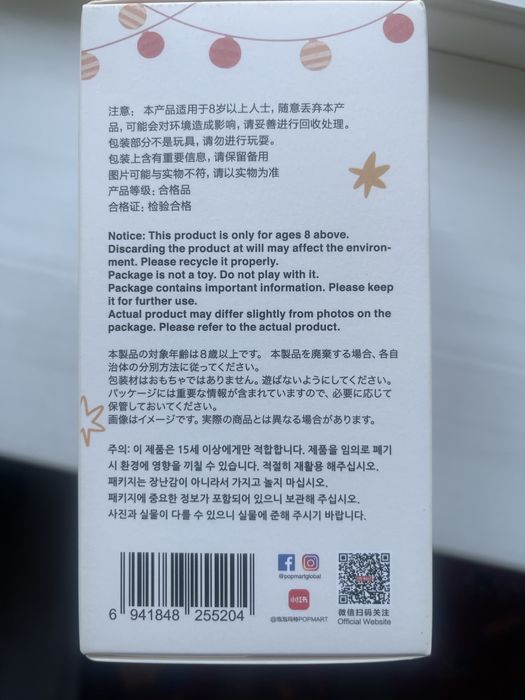 注意： 本产品适用于8岁以上人士，随意丢弃本产
品，可能会对环境造成影响，请妥善进行回收处理。
包装部分不是玩具，请勿进行玩耍。
包装上含有重要信息，请保留备用
图片可能与实物不符，请以实物为准
产品等级：合格品
合格证：检验合格
Notice: This product is only for ages 8 above.
Discarding the product at will may affect the environ-
ment. Please recycle it properly.
Package is not a toy. Do not play with it.
Package contains important information. Please keep
it for further use.
Actual product may differ slightly from photos on the
package. Please refer to the actual product.
本製品の対象年齢は8歳以上です。 本製品を廃棄する場合、各自
治体の分別方法に従ってください。
包装材はおもちゃではありません。遊ばないようにしてください。
パッケージには重要な情報が含まれていますので、必要に応じて
保管しておいてください。
画像はイメージです。実際の商品とは異なる場合があります。
주의: 이 제품은 15세 이상에게만 적합합니다. 제품을 임의로 폐기
시 환경에 영향을 끼칠 수 있습니다. 적절히 재활용 해주십시오.
패키지는 장난감이 아니라서 가지고 놀지 마십시오.
패키지에 중요한 정보가 포함되어 있으니 보관해 주십시오.
사진과 실물이 다를 수 있으니 실물에 준해 주시기 바랍니다.
@popmartglobal
小红书
@泡泡玛特POPMART
微信扫码关注
Official Website
6 941848 255204